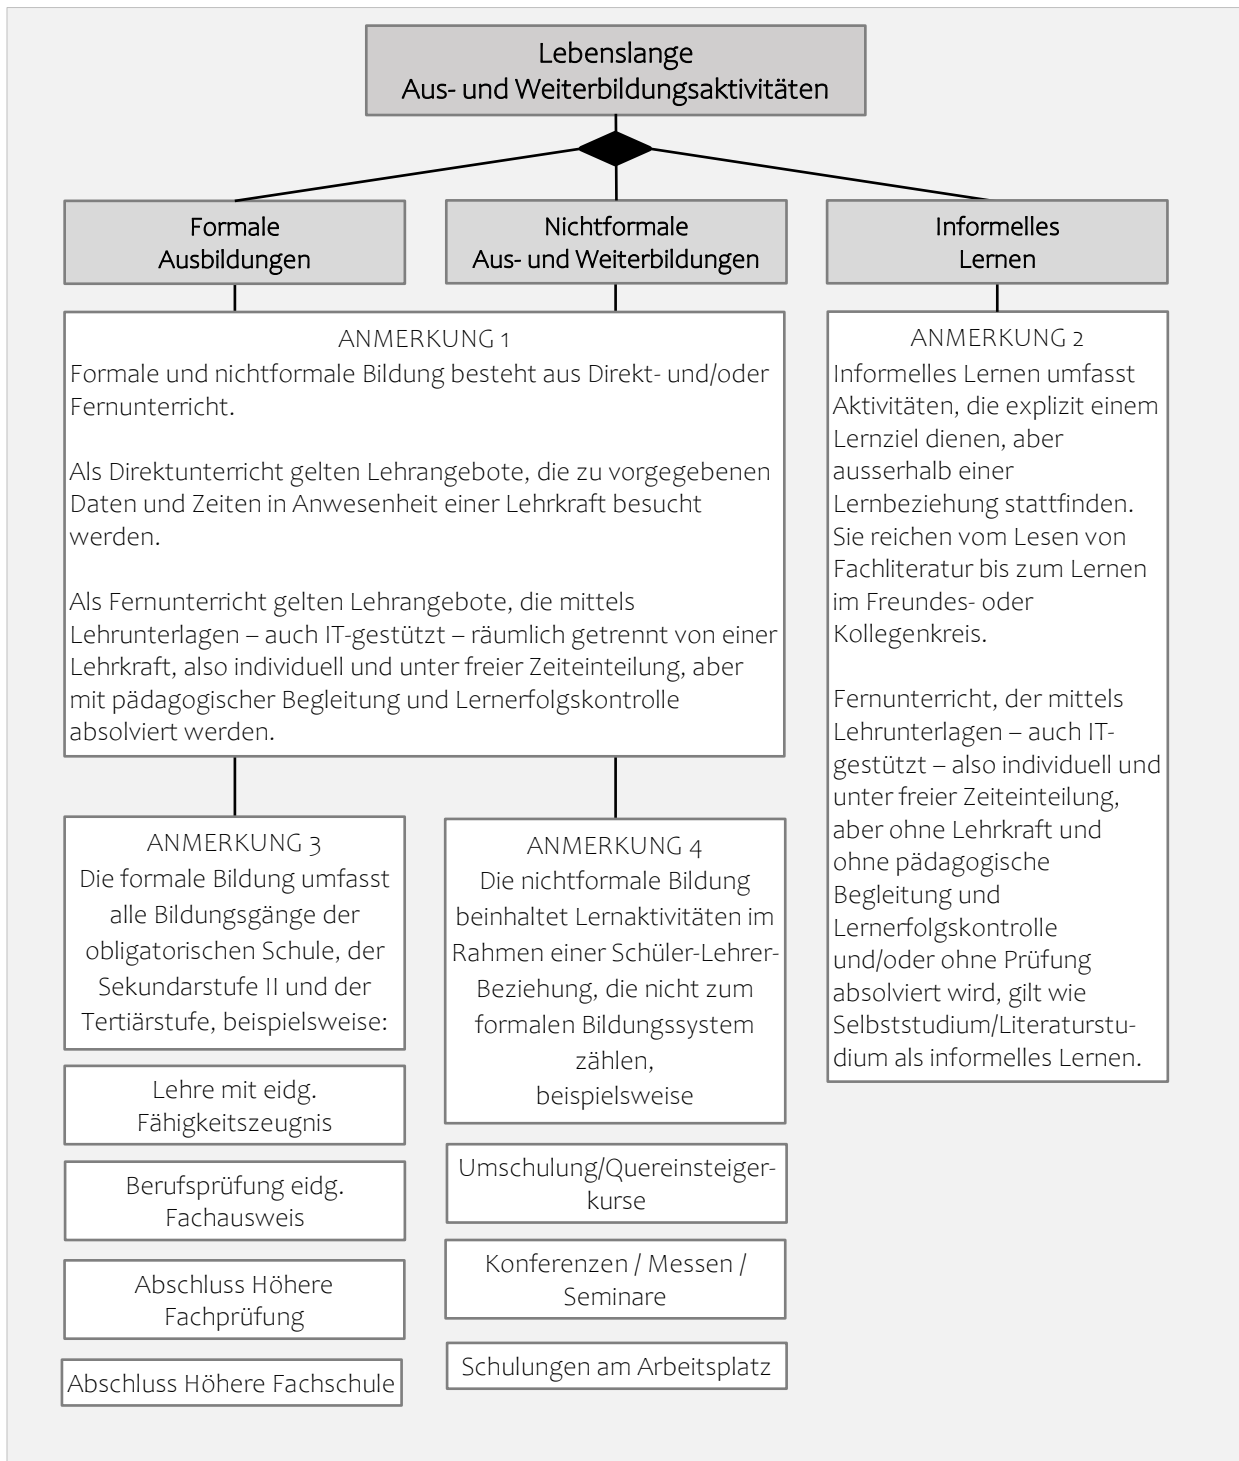 Lebenslange
Aus- und Weiterbildungsaktivitäten
Formale
Ausbildungen
Nichtformale
Aus- und Weiterbildungen
Informelles
Lernen
ANMERKUNG 1
Formale und nichtformale Bildung besteht aus Direkt- und/oder
Fernunterricht.
Als Direktunterricht gelten Lehrangebote, die zu vorgegebenen
Daten und Zeiten in Anwesenheit einer Lehrkraft besucht
werden.
Als Fernunterricht gelten Lehrangebote, die mittels
Lehrunterlagen – auch IT-gestützt – räumlich getrennt von einer
Lehrkraft, also individuell und unter freier Zeiteinteilung, aber
mit pädagogischer Begleitung und Lernerfolgskontrolle
absolviert werden.
ANMERKUNG 2
Informelles Lernen umfasst
Aktivitäten, die explizit einem
Lernziel dienen, aber
ausserhalb einer
Lernbeziehung stattfinden.
Sie reichen vom Lesen von
Fachliteratur bis zum Lernen
im Freundes- oder
Kollegenkreis.
Fernunterricht, der mittels
Lehrunterlagen – auch IT-
gestützt – also individuell und
unter freier Zeiteinteilung,
aber ohne Lehrkraft und
ohne pädagogische
Begleitung und
Lernerfolgskontrolle
und/oder ohne Prüfung
absolviert wird, gilt wie
Selbststudium/Literaturstu-
dium als informelles Lernen.
ANMERKUNG 3
Die formale Bildung umfasst
alle Bildungsgänge der
obligatorischen Schule, der
Sekundarstufe II und der
Tertiärstufe, beispielsweise:
Lehre mit eidg.
Fähigkeitszeugnis
Berufsprüfung eidg.
Fachausweis
Abschluss Höhere
Fachprüfung
Abschluss Höhere Fachschule
ANMERKUNG 4
Die nichtformale Bildung
beinhaltet Lernaktivitäten im
Rahmen einer Schüler-Lehrer-
Beziehung, die nicht zum
formalen Bildungssystem
zählen,
beispielsweise
Umschulung/Quereinsteiger-
kurse
Konferenzen / Messen /
Seminare
Schulungen am Arbeitsplatz